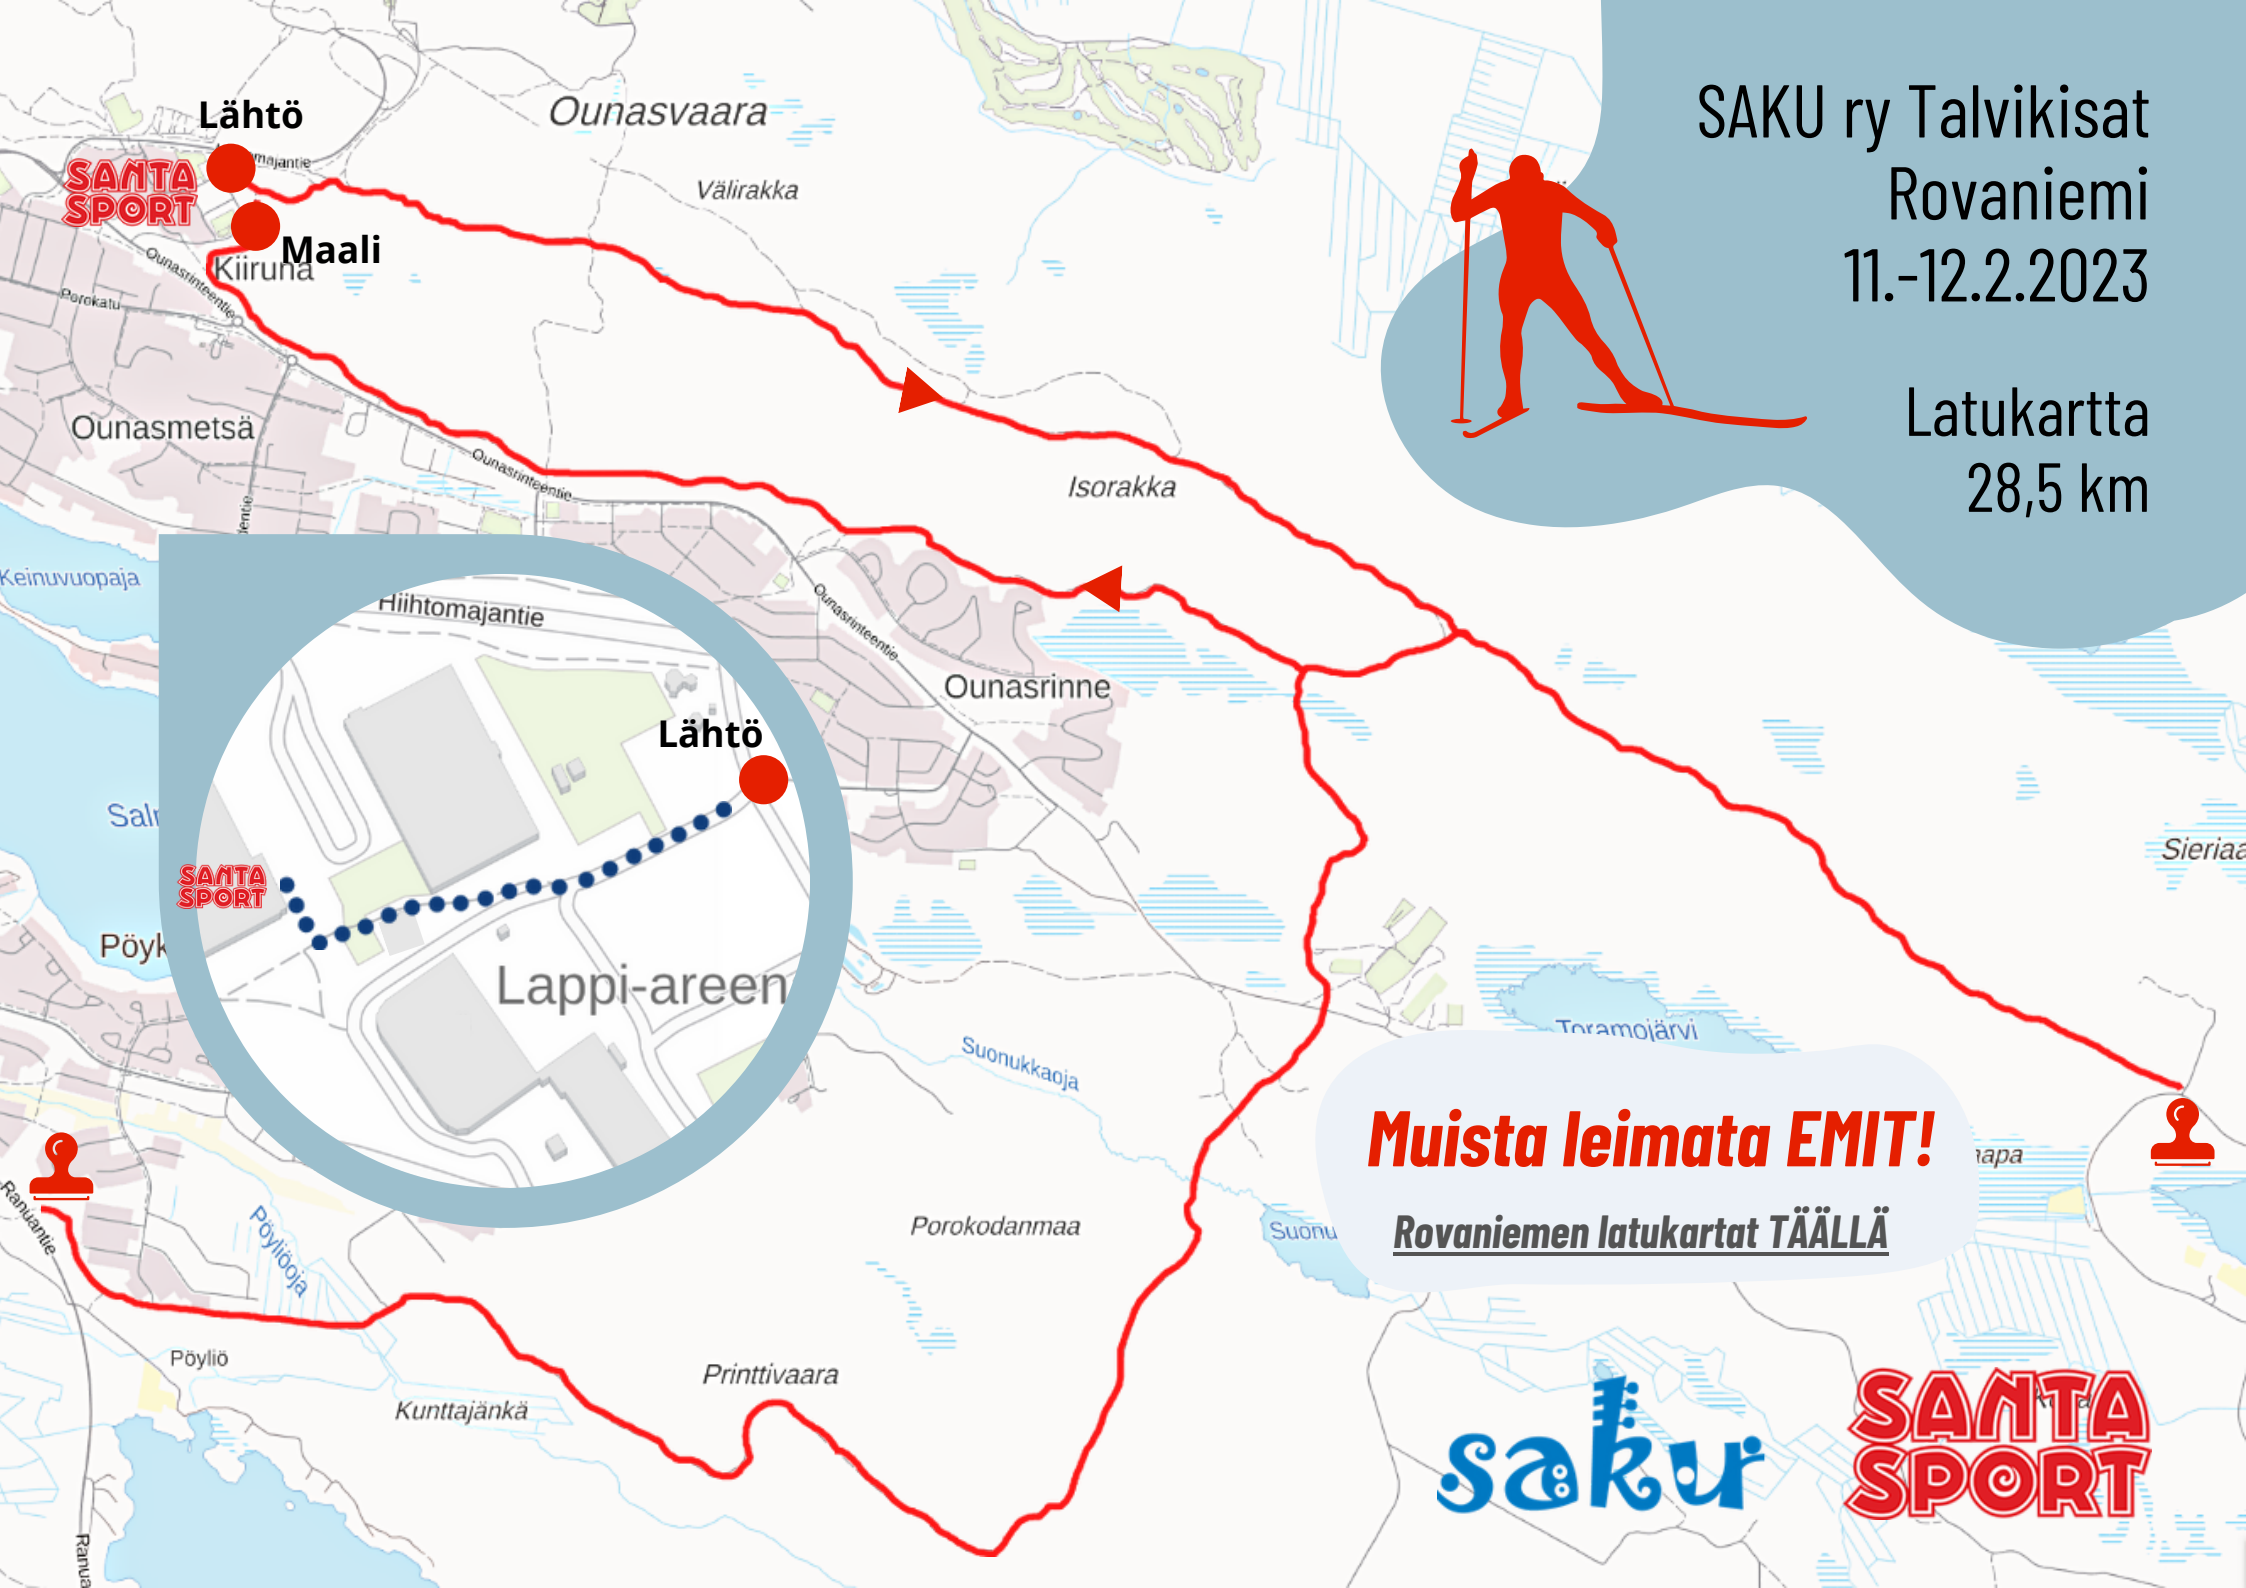 SAKU ry Talvikisat
Rovaniemi
11.-12.2.2023
Latukartta
28,5 km
Lähtö
SANTA
SPORT
Maali
Kiiruna
Ounasvaara
Välirakka
Ounasrinteentie
Porokatu
Ounasmetsä
Ounasrinteentie
Isorakka
Keinuvuopaja
Ounasrinteentie
Ounasrinne
Hiihtomajantie
Lähtö
SANTA
SPORT
Lappi-areen
Sieriaa
Toramojärvi
Suonukkaoja
Muista leimata EMIT!
Rovaniemen latukartat TÄÄLLÄ
Ranuantie
Pöyliöoja
Porokodanmaa
Pöyliö
Kunttajänkä
Printtivaara
saku
SANTA
SPORT